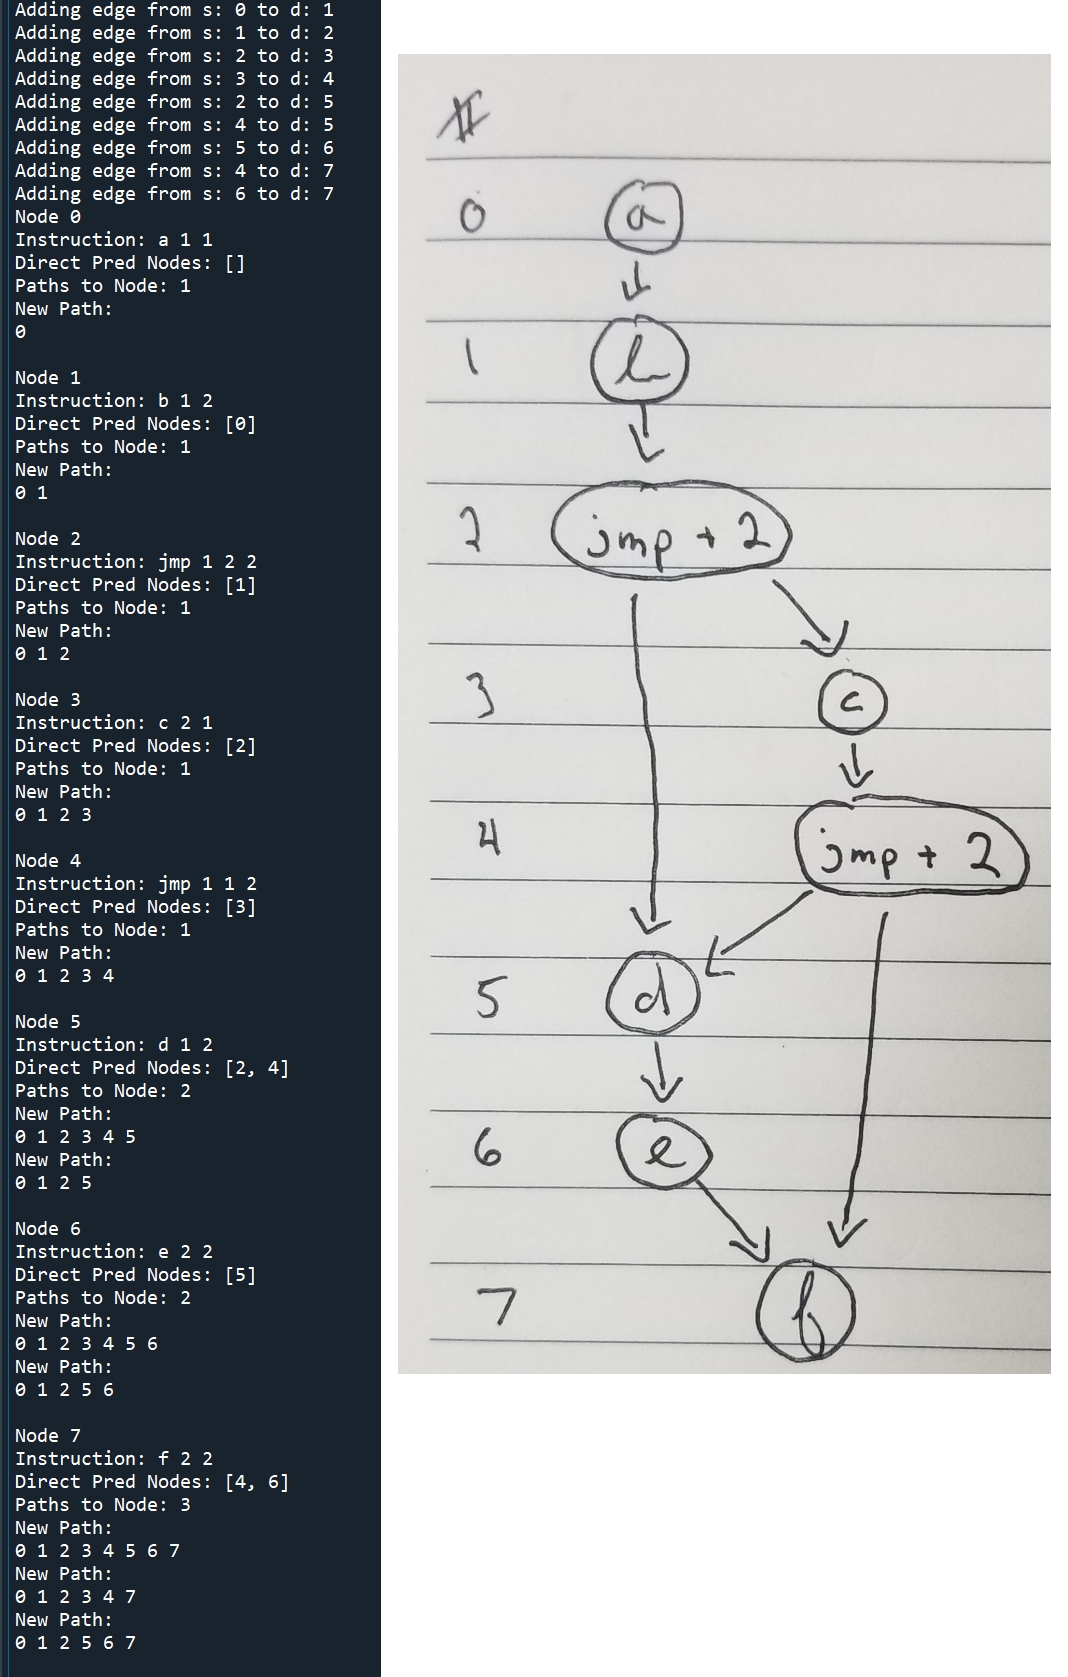 Adding edge from s: 0 to d: 1
Adding edge from s: 1 to d: 2
Adding edge from s: 2 to d: 3
Adding edge from s: 3 to d: 4
Adding edge from s: 2 to d: 5
Adding edge from s: 4 to d: 5
Adding edge from s: 5 to d: 6
Adding edge from s: 4 to d: 7
Adding edge from s: 6 to d: 7
Node 0
Instruction: a 1 1
Direct Pred Nodes: []
Paths to Node: 1
New Path:
0
Node 1
Instruction: b 1 2
Direct Pred Nodes: [0]
Paths to Node: 1
New Path:
0 1
Node 2
Instruction: jmp 1 2 2
Direct Pred Nodes: [1]
Paths to Node: 1
New Path:
0 1 2
Node 3
Instruction: c 2 1
Direct Pred Nodes: [2]
Paths to Node: 1
New Path:
0 1 2 3
Node 4
Instruction: jmp 1 1 2
Direct Pred Nodes: [3]
Paths to Node: 1
New Path:
0 1 2 3 4
Node 5
Instruction: d 1 2
Direct Pred Nodes: [2, 4]
Paths to Node: 2
New Path:
0 1 2 3 4 5
New Path:
0 1 2 5
Node 6
Instruction: e 2 2
Direct Pred Nodes: [5]
Paths to Node: 2
New Path:
0 1 2 3 4 5 6
New Path:
0 1 2 5 6
Node 7
Instruction: f 2 2
Direct Pred Nodes: [4, 6]
Paths to Node: 3
New Path:
0 1 2 3 4 5 6 7
New Path:
0 1 2 3 4 7
New Path:
0 1 2 5 6 7
#
0 a
1 b
2 jmp + 2
3 c
4 jmp + 2
5 d
6 e
7 f